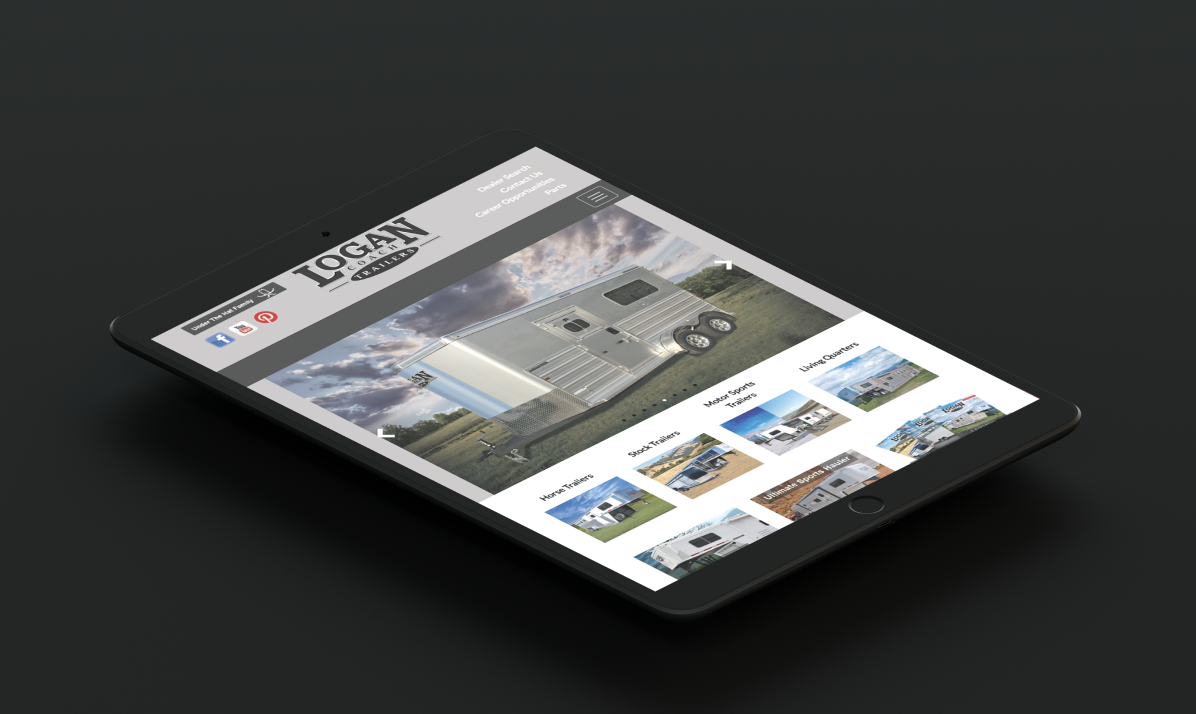 Dealer Search
Contact Us
Career Opportunities
Parts
LOGAN
COACH
TRAILERS
Under The Hat Family
Horse Trailers
Stock Trailers
Motor Sports
Trailers
Living Quarters
Ultimate Sports Hauler
LOGAN